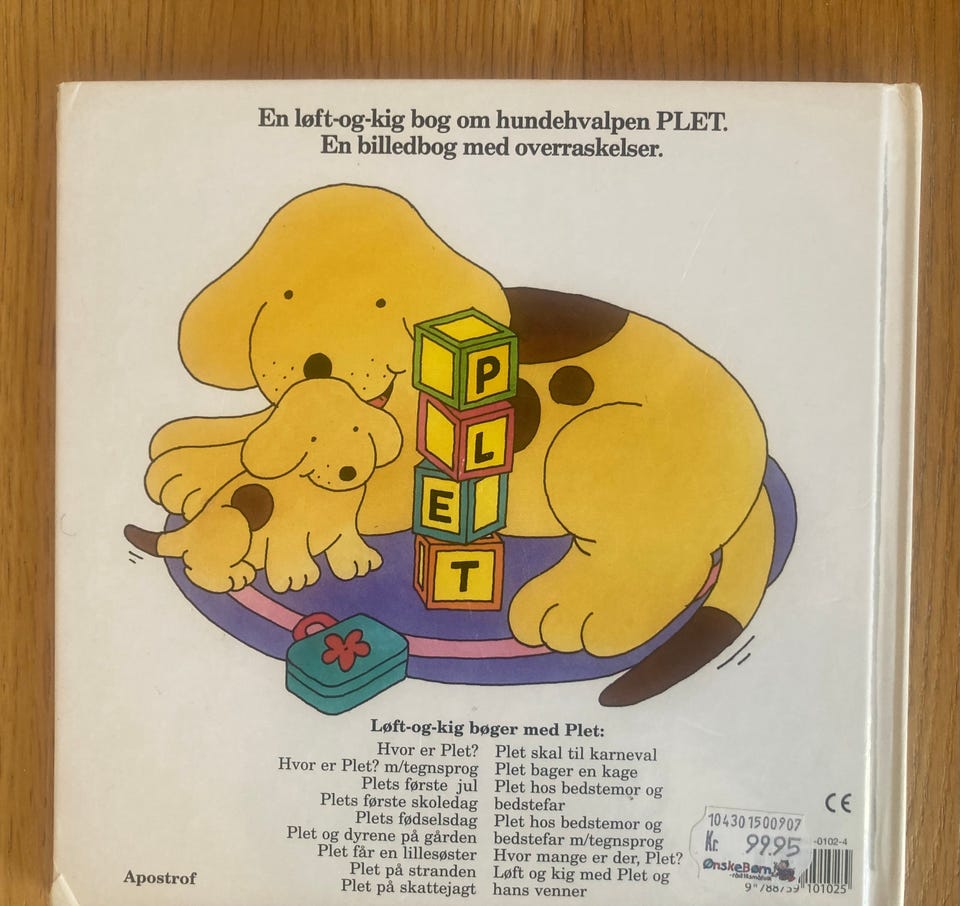 En løft-og-kig bog om hundehvalpen PLET.
En billedbog med overraskelser.
P
L
E
T
Løft-og-kig bøger med Plet:
Hvor er Plet?
Hvor er Plet? m/tegnsprog
Plets første jul
Plets første skoledag
Plets fødselsdag
Plet og dyrene på gården
Plet får en lillesøster
Plet på stranden
Plet på skattejagt
Plet skal til karneval
Plet bager en kage
Plet hos bedstemor og
bedstefar
Plet hos bedstemor og
bedstefar m/tegnsprog
Hvor mange er der, Plet?
Løft og kig med Plet og
hans venner
Apostrof
CE
104301500907
Kr. 99.95
ØnskeBørn
-0102-4
9 788759 101025